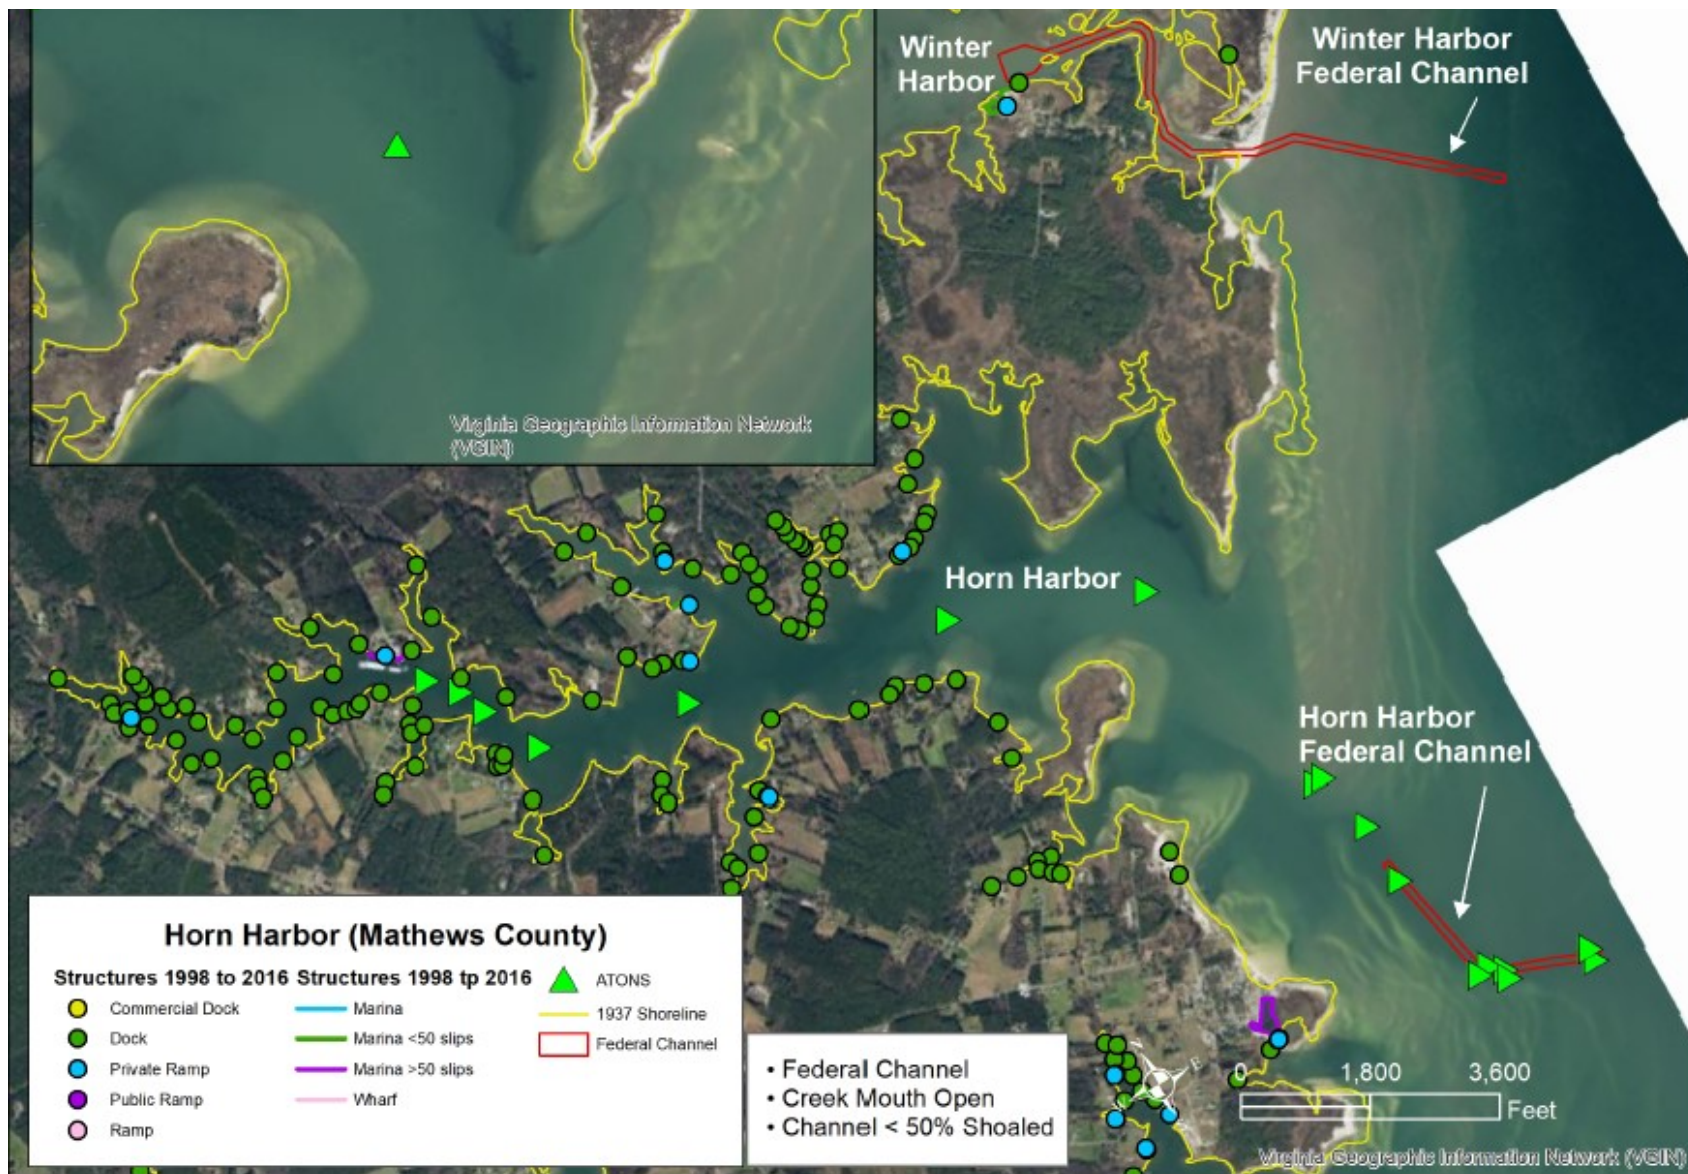 Winter
Harbor
Winter Harbor
Federal Channel
Virginia Geographic Information Network
(VGIN)
Horn Harbor
Horn Harbor
Federal Channel
Horn Harbor (Mathews County)
Structures 1998 to 2016
Commercial Dock
Dock
Private Ramp
Public Ramp
Ramp
Structures 1998 tp 2016
Marina
Marina <50 slips
Marina >50 slips
Wharf
ATONS
1937 Shoreline
Federal Channel
• Federal Channel
• Creek Mouth Open
• Channel < 50% Shoaled
E
0 1,800 3,600
Feet
Virginia Geographic Information Network (VGIN)